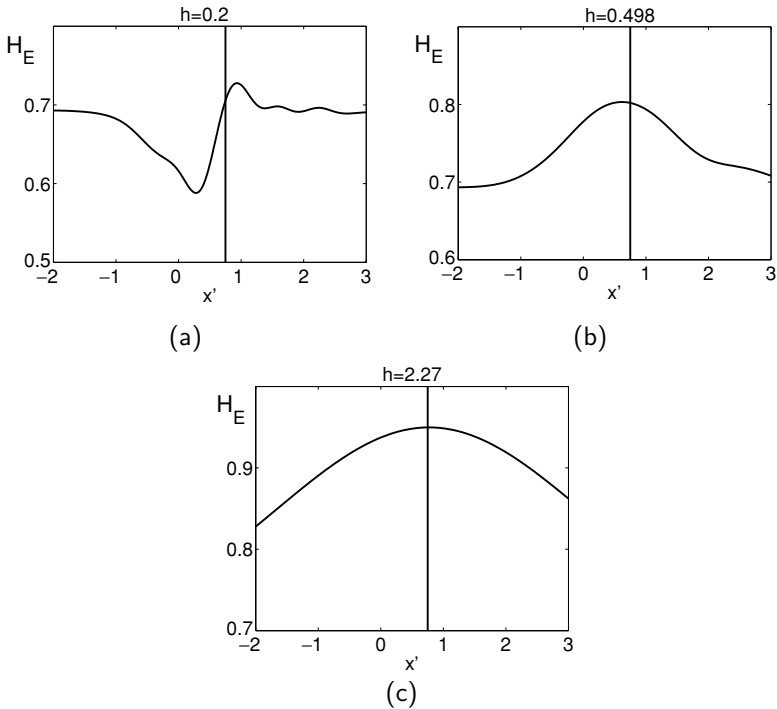 h=0.2
H_E
0.7
0.6
0.5
−2 −1 0 1 2 3
x'
(a)
h=0.498
H_E
0.8
0.7
0.6
−2 −1 0 1 2 3
x'
(b)
h=2.27
H_E
0.9
0.8
0.7
−2 −1 0 1 2 3
x'
(c)